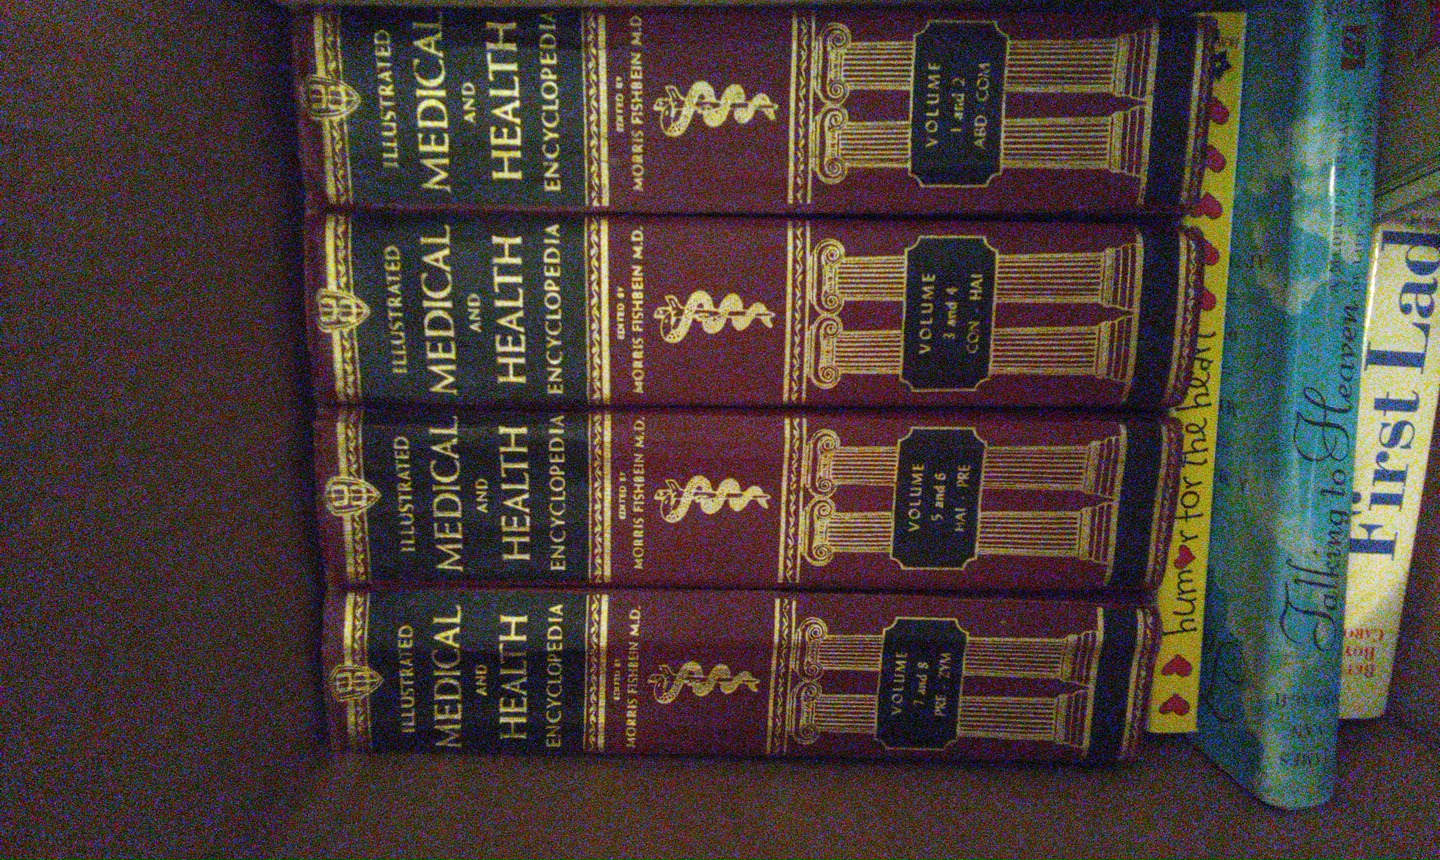 ILLUSTRATED
MEDICAL
AND
HEALTH
ENCYCLOPEDIA
EDITED BY
MORRIS FISHBEIN M.D.
VOLUME
1 and 2
ABD COM
ILLUSTRATED
MEDICAL
AND
HEALTH
ENCYCLOPEDIA
EDITED BY
MORRIS FISHBEIN M.D.
VOLUME
3 and 4
CON - HAI
ILLUSTRATED
MEDICAL
AND
HEALTH
ENCYCLOPEDIA
EDITED BY
MORRIS FISHBEIN M.D.
VOLUME
5 and 6
HAI - PRE
ILLUSTRATED
MEDICAL
AND
HEALTH
ENCYCLOPEDIA
EDITED BY
MORRIS FISHBEIN M.D.
VOLUME
7 and 8
PRE - ZYM
humor for the heart
Talking to Heaven
First Lad